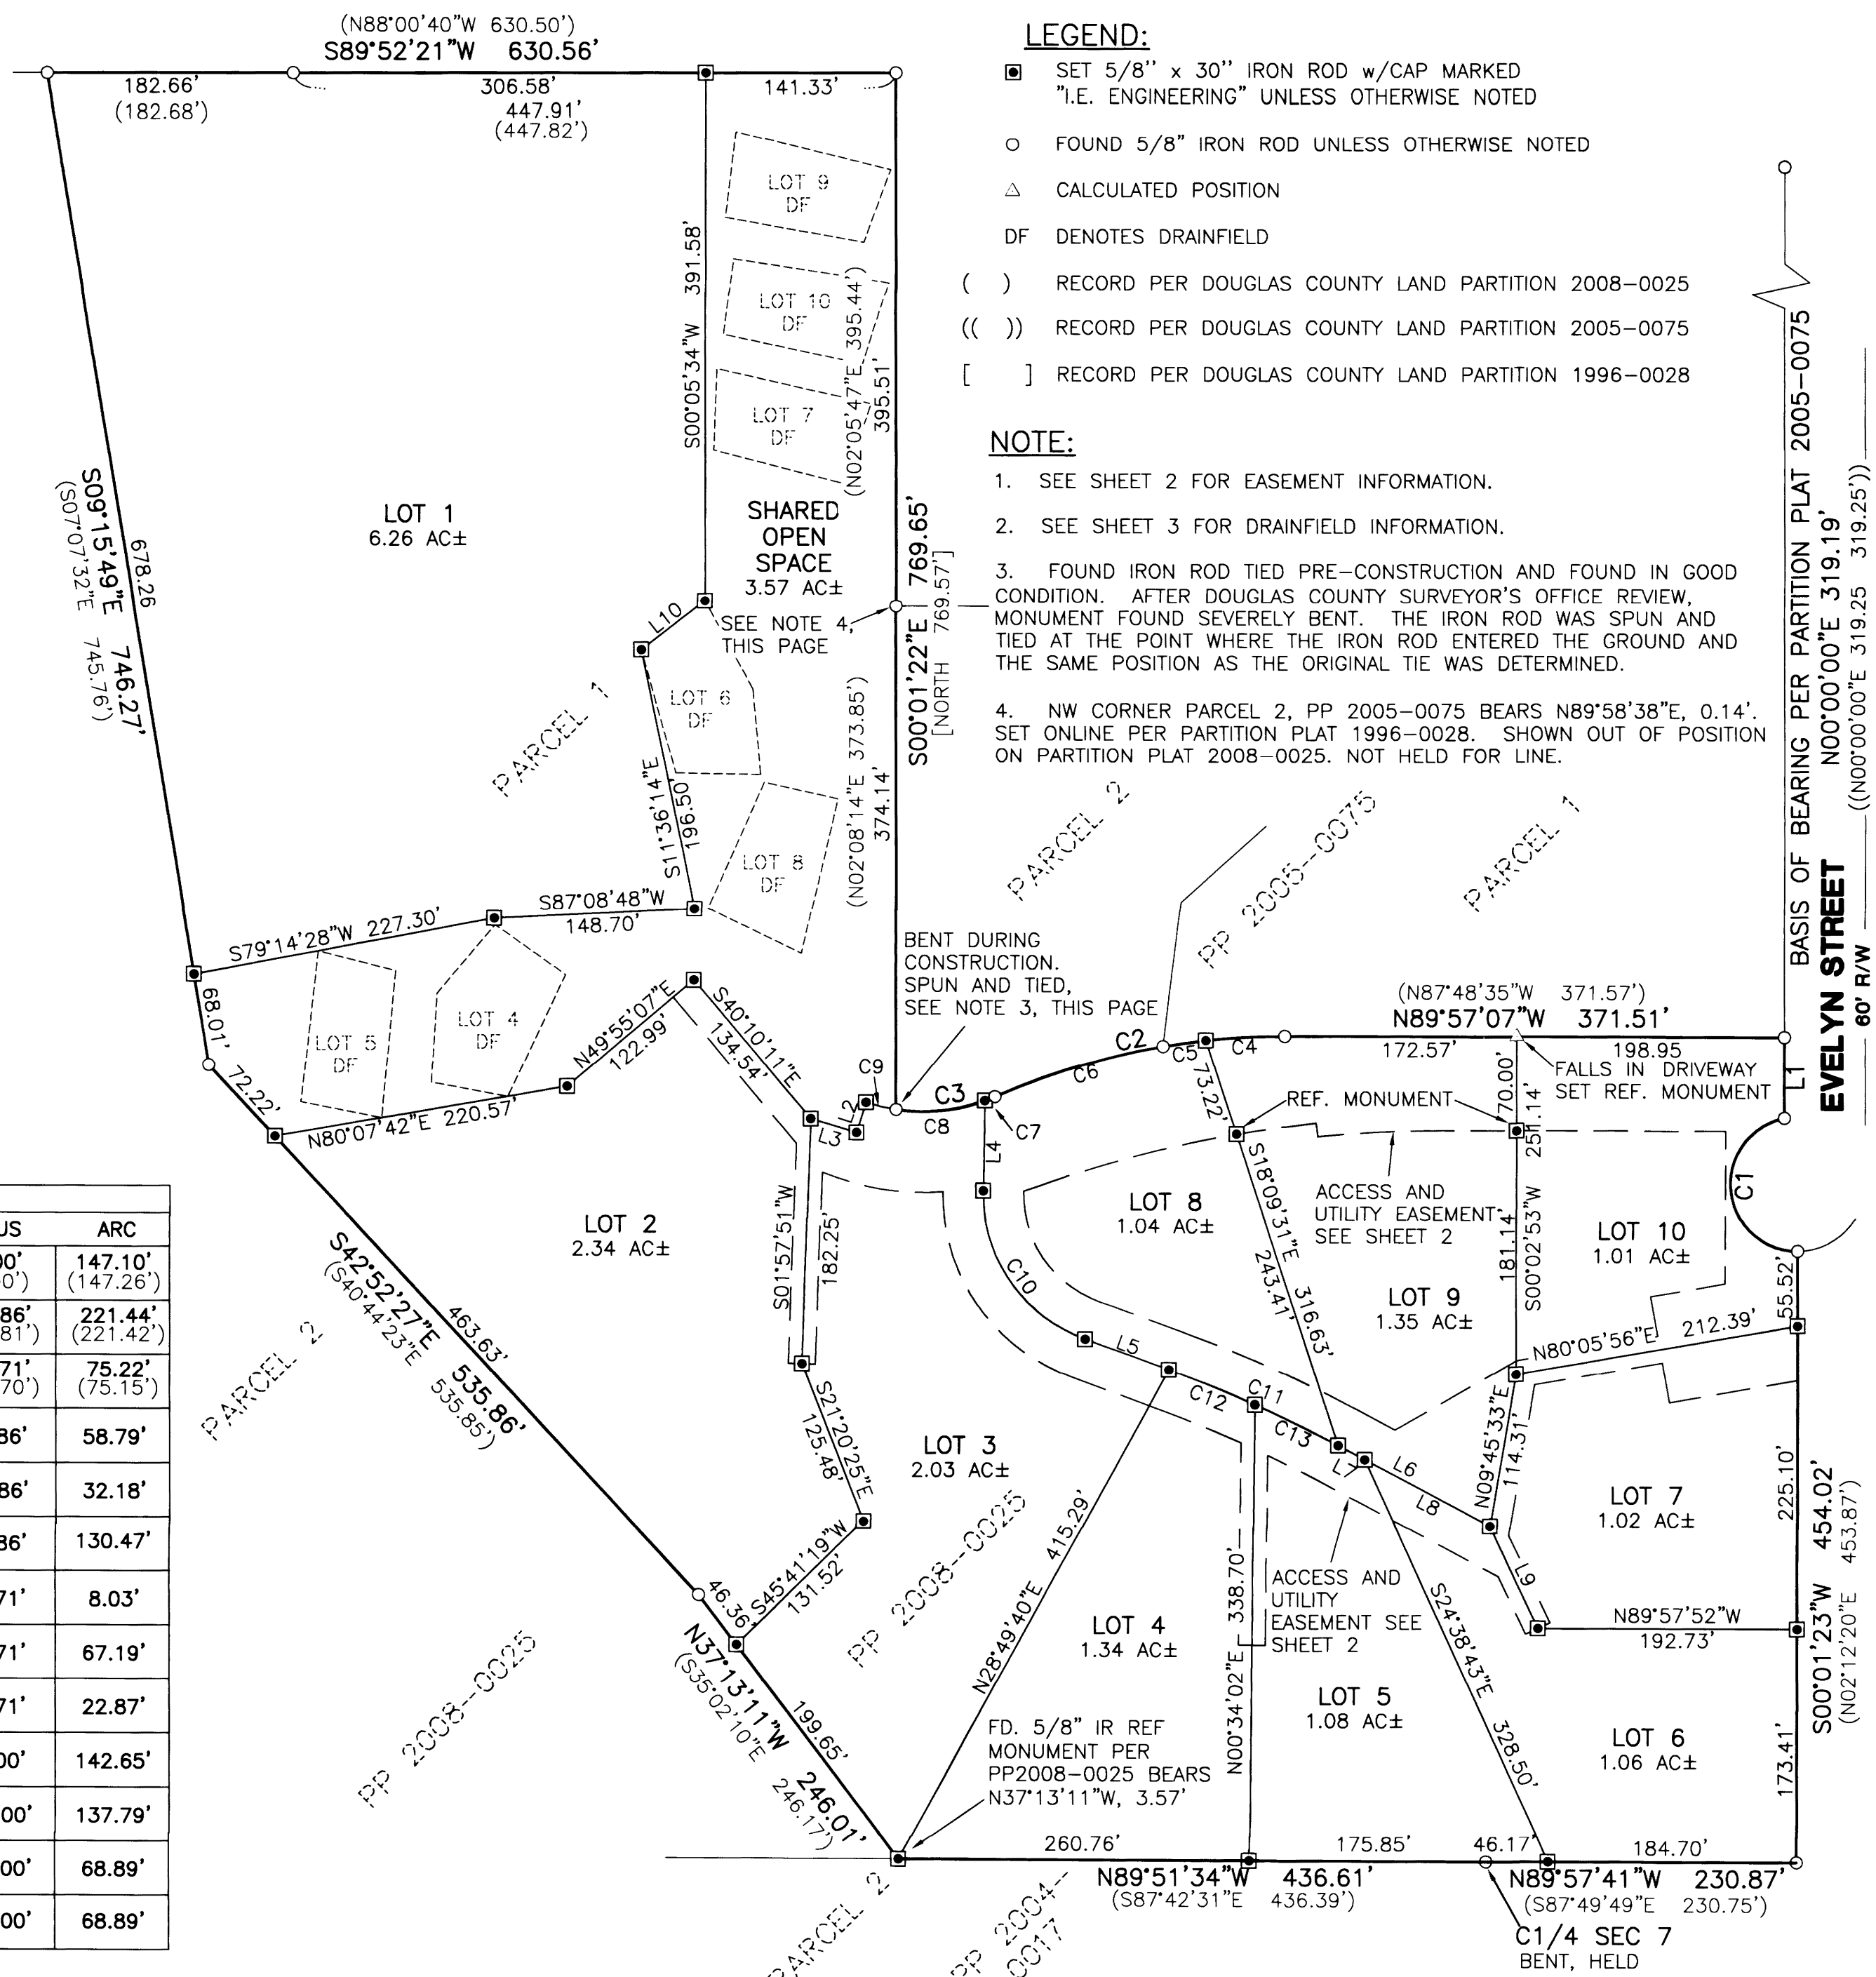 (N88°00'40"W 630.50')
S89°52'21"W 630.56'
182.66'
(182.68')
306.58'
447.91'
(447.82')
141.33'
LEGEND:
SET 5/8'' x 30'' IRON ROD w/CAP MARKED
"I.E. ENGINEERING" UNLESS OTHERWISE NOTED
FOUND 5/8" IRON ROD UNLESS OTHERWISE NOTED
CALCULATED POSITION
DF DENOTES DRAINFIELD
( ) RECORD PER DOUGLAS COUNTY LAND PARTITION 2008-0025
(( )) RECORD PER DOUGLAS COUNTY LAND PARTITION 2005-0075
[ ] RECORD PER DOUGLAS COUNTY LAND PARTITION 1996-0028
NOTE:
1. SEE SHEET 2 FOR EASEMENT INFORMATION.
2. SEE SHEET 3 FOR DRAINFIELD INFORMATION.
3. FOUND IRON ROD TIED PRE-CONSTRUCTION AND FOUND IN GOOD
CONDITION. AFTER DOUGLAS COUNTY SURVEYOR'S OFFICE REVIEW,
MONUMENT FOUND SEVERELY BENT. THE IRON ROD WAS SPUN AND
TIED AT THE POINT WHERE THE IRON ROD ENTERED THE GROUND AND
THE SAME POSITION AS THE ORIGINAL TIE WAS DETERMINED.
4. NW CORNER PARCEL 2, PP 2005-0075 BEARS N89°58'38"E, 0.14'.
SET ONLINE PER PARTITION PLAT 1996-0028. SHOWN OUT OF POSITION
ON PARTITION PLAT 2008-0025. NOT HELD FOR LINE.
LOT 9
DF
LOT 10
DF
LOT 7
DF
S00°05'34"W 391.58'
(N02°05'47"E 395.44')
395.51'
LOT 1
6.26 AC±
SHARED
OPEN
SPACE
3.57 AC±
SEE NOTE 4,
THIS PAGE
S00°01'22"E 769.65'
[NORTH 769.57']
678.26
S09°15'49"E 746.27'
(S07°07'32"E 745.76')
L10
PARCEL 1
LOT 6
DF
S11°36'14"E
196.50'
LOT 8
DF
(N02°08'14"E 373.85')
374.14'
PARCEL 2
PP 2005-0075
PARCEL 1
BASIS OF BEARING PER PARTITION PLAT 2005-0075
N00°00'00"E 319.19'
((N00°00'00"E 319.25 319.25'))
EVELYN STREET
60' R/W
S79°14'28"W 227.30'
S87°08'48"W
148.70'
68.01'
72.22'
LOT 5
DF
LOT 4
DF
N80°07'42"E 220.57'
N49°55'07"E
122.99'
S40°10'11"E
134.54'
BENT DURING
CONSTRUCTION.
SPUN AND TIED,
SEE NOTE 3, THIS PAGE
C9
L2
L3
C3
C8
C7
L4
C6
C2
C5
C4
(N87°48'35"W 371.57')
N89°57'07"W 371.51'
172.57'
198.95
FALLS IN DRIVEWAY
SET REF. MONUMENT
L1
REF. MONUMENT
73.22'
70.00'
251.14'
C1
US
ARC
00'
147.10'
0')
(147.26')
86'
221.44'
81')
(221.42')
71'
75.22'
70')
(75.15')
86'
58.79'
86'
32.18'
86'
130.47'
71'
8.03'
71'
67.19'
71'
22.87'
00'
142.65'
00'
137.79'
00'
68.89'
00'
68.89'
LOT 2
2.34 AC±
S01°57'51"W
182.25'
LOT 8
1.04 AC±
S18°09'31"E 316.63'
243.41'
ACCESS AND
UTILITY EASEMENT
SEE SHEET 2
181.14'
S00°02'53"W
LOT 10
1.01 AC±
LOT 9
1.35 AC±
55.52'
N80°05'56"E 212.39'
463.63'
S42°52'27"E 535.86'
(S40°44'23"E 535.85')
PARCEL 2
C10
L5
C12
C11
C13
L7
L6
L8
N09°45'33"E
114.31'
S21°20'25"E
125.48'
LOT 3
2.03 AC±
LOT 7
1.02 AC±
225.10'
S00°01'23"W 454.02'
(N02°12'20"E 453.87')
L9
46.36'
S45°41'19"W
131.52'
PP 2008-0025
415.29'
N28°49'40"E
N00°34'02"E 338.70'
ACCESS AND
UTILITY
EASEMENT SEE
SHEET 2
S24°38'43"E
328.50'
N89°57'52"W
192.73'
LOT 4
1.34 AC±
LOT 5
1.08 AC±
LOT 6
1.06 AC±
173.41'
PP 2008-0025
N37°13'11"W 246.01'
(S35°02'10"E 246.17')
199.65'
FD. 5/8" IR REF
MONUMENT PER
PP2008-0025 BEARS
N37°13'11"W, 3.57'
260.76'
175.85'
46.17'
184.70'
N89°51'34"W 436.61'
(S87°42'31"E 436.39')
N89°57'41"W 230.87'
(S87°49'49"E 230.75')
C1/4 SEC 7
BENT, HELD
PARCEL 2
PP 2004-
0017